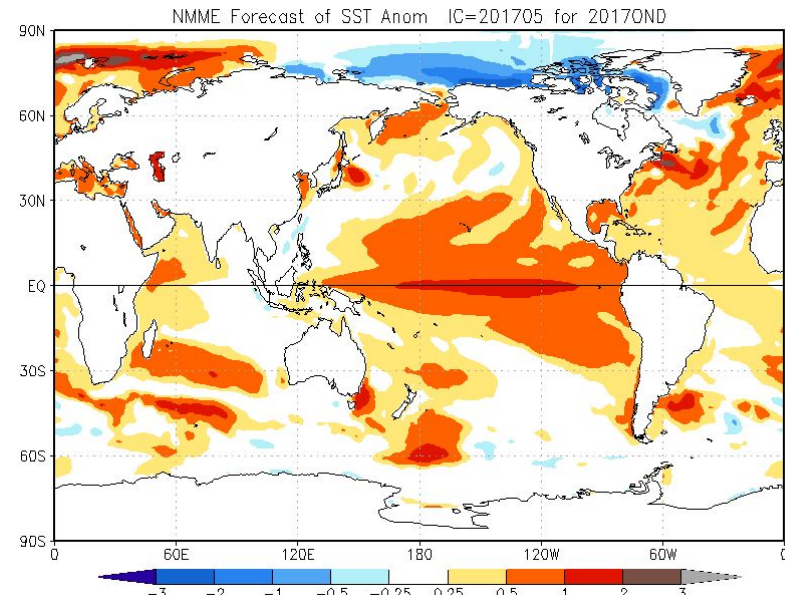 NMME Forecast of SST Anom IC=201705 for 2017OND
90N
60N
30N
EQ
30S
60S
90S
0 60E 120E 180 120W 60W 0
-3 -2 -1 -0.5 -0.25 0.25 0.5 1 2 3